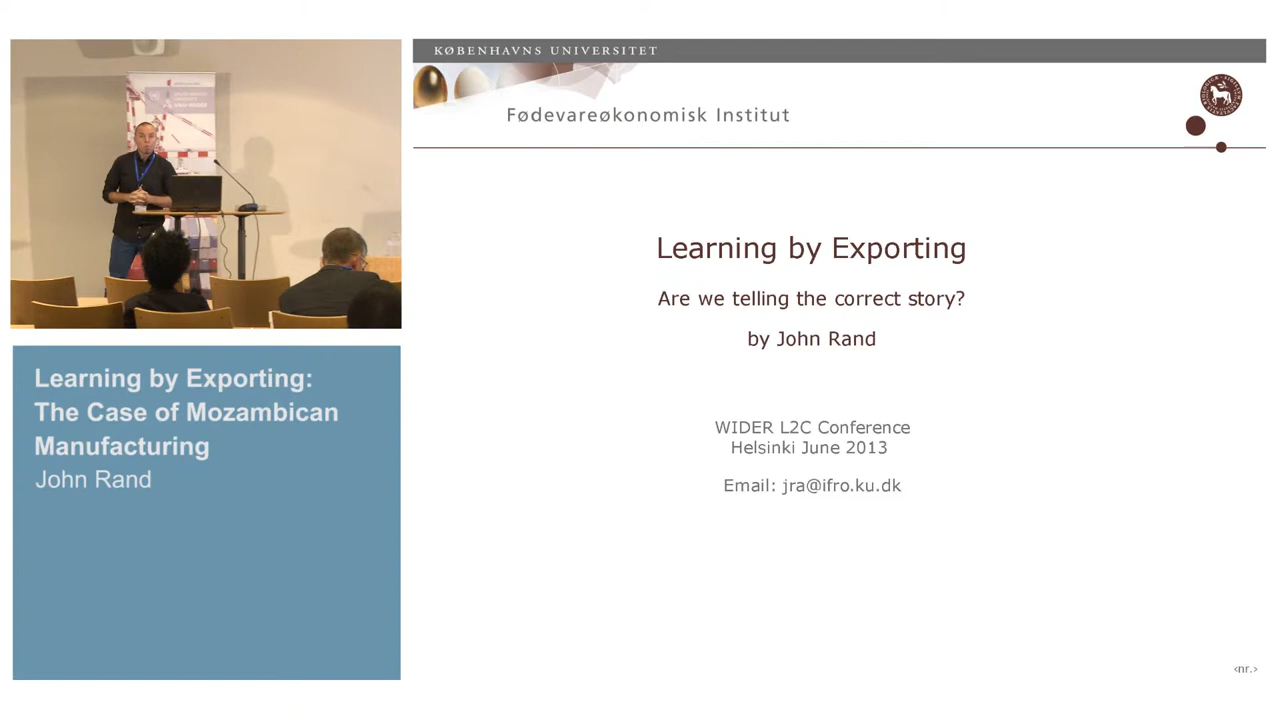 KØBENHAVNS UNIVERSITET
Fødevareøkonomisk Institut
Learning by Exporting
Are we telling the correct story?
by John Rand
WIDER L2C Conference
Helsinki June 2013
Email: jra@ifro.ku.dk
‹nr.›
Learning by Exporting:
The Case of Mozambican
Manufacturing
John Rand